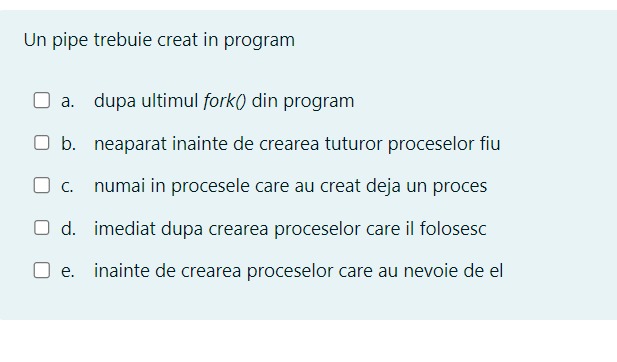 Un pipe trebuie creat in program
a. dupa ultimul fork() din program
b. neaparat inainte de crearea tuturor proceselor fiu
c. numai in procesele care au creat deja un proces
d. imediat dupa crearea proceselor care il folosesc
e. inainte de crearea proceselor care au nevoie de el